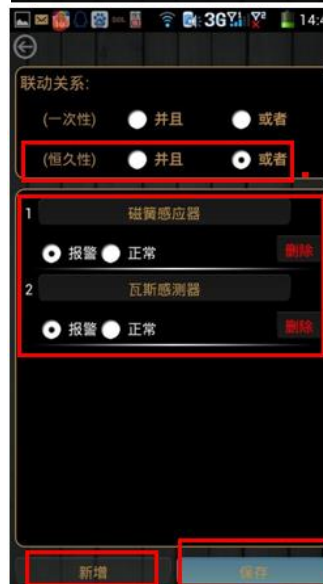 3G 14:4
联动关系:
(一次性) 并且 或者
(恒久性) 并且 或者
1 磁簧感应器
报警 正常 删除
2 瓦斯感测器
报警 正常 删除
新增 保存